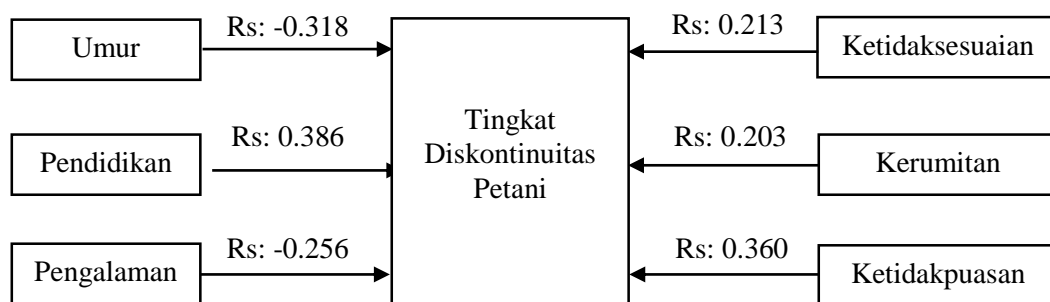 Umur
Rs: -0.318
Rs: 0.213
Ketidaksesuaian
Pendidikan
Rs: 0.386
Tingkat
Diskontinuitas
Petani
Rs: 0.203
Kerumitan
Pengalaman
Rs: -0.256
Rs: 0.360
Ketidakpuasan